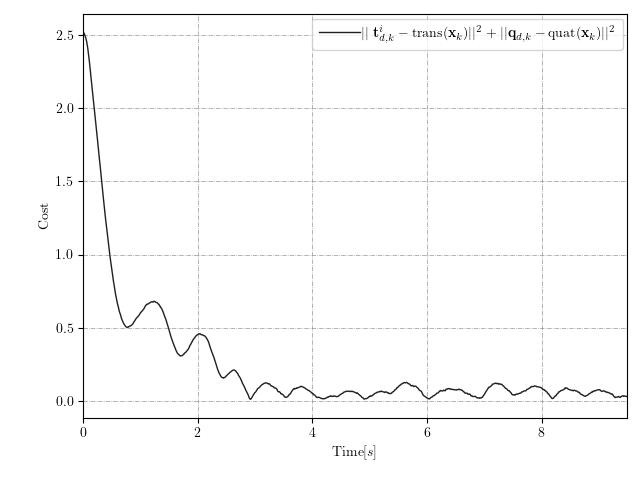 || t^i_{d,k} − trans(x_k)||^2 + ||q_{d,k} − quat(x_k)||^2
2.5
2.0
1.5
1.0
0.5
0.0
Cost
0 2 4 6 8
Time[s]